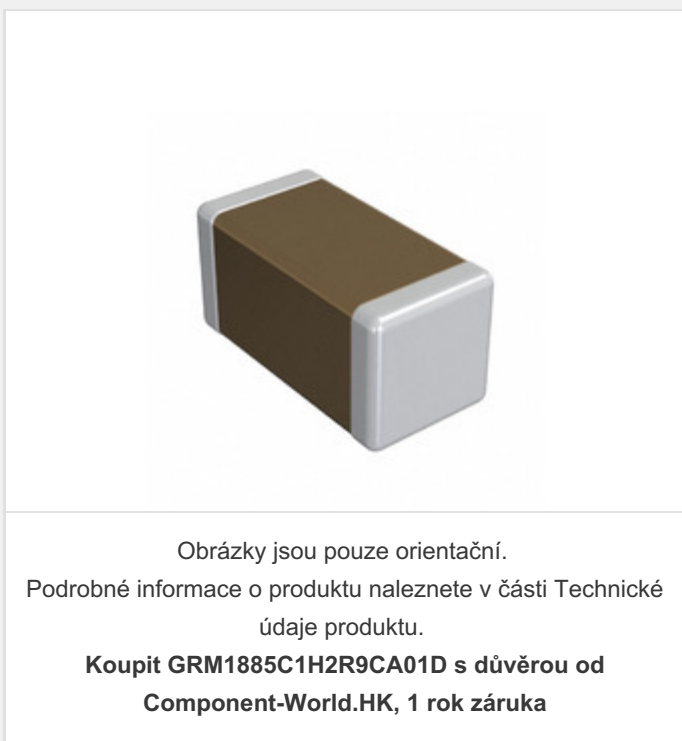 Obrázky jsou pouze orientační.
Podrobné informace o produktu naleznete v části Technické
údaje produktu.
Koupit GRM1885C1H2R9CA01D s důvěrou od
Component-World.HK, 1 rok záruka